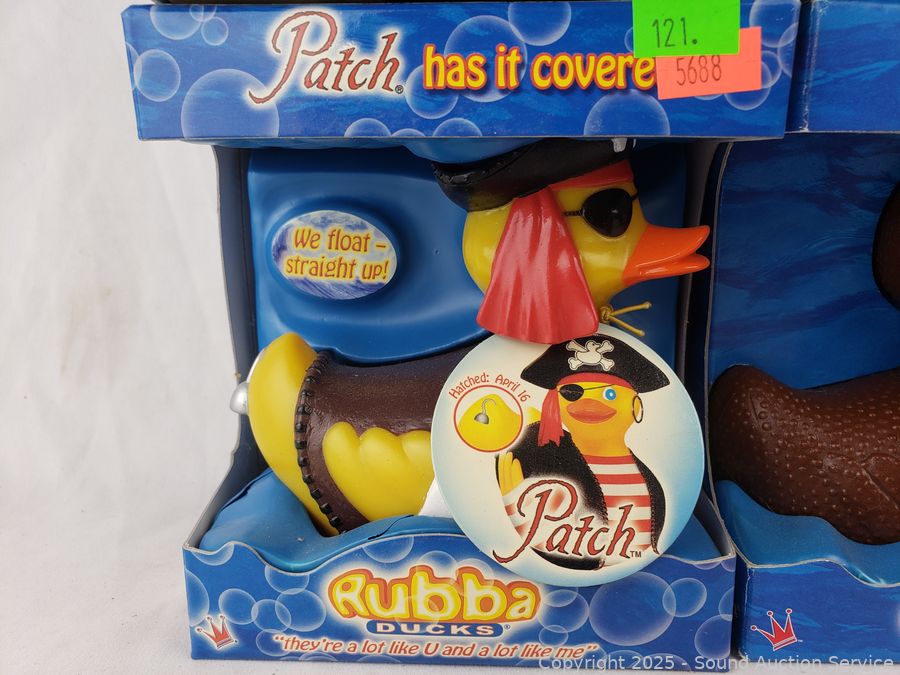 121.
5688
Patch® has it covere
We float –
straight up!
Hatched: April 16
Patch™
Rubba
DUCKS®
"they're a lot like U and a lot like me"
Copyright 2025 - Sound Auction Service